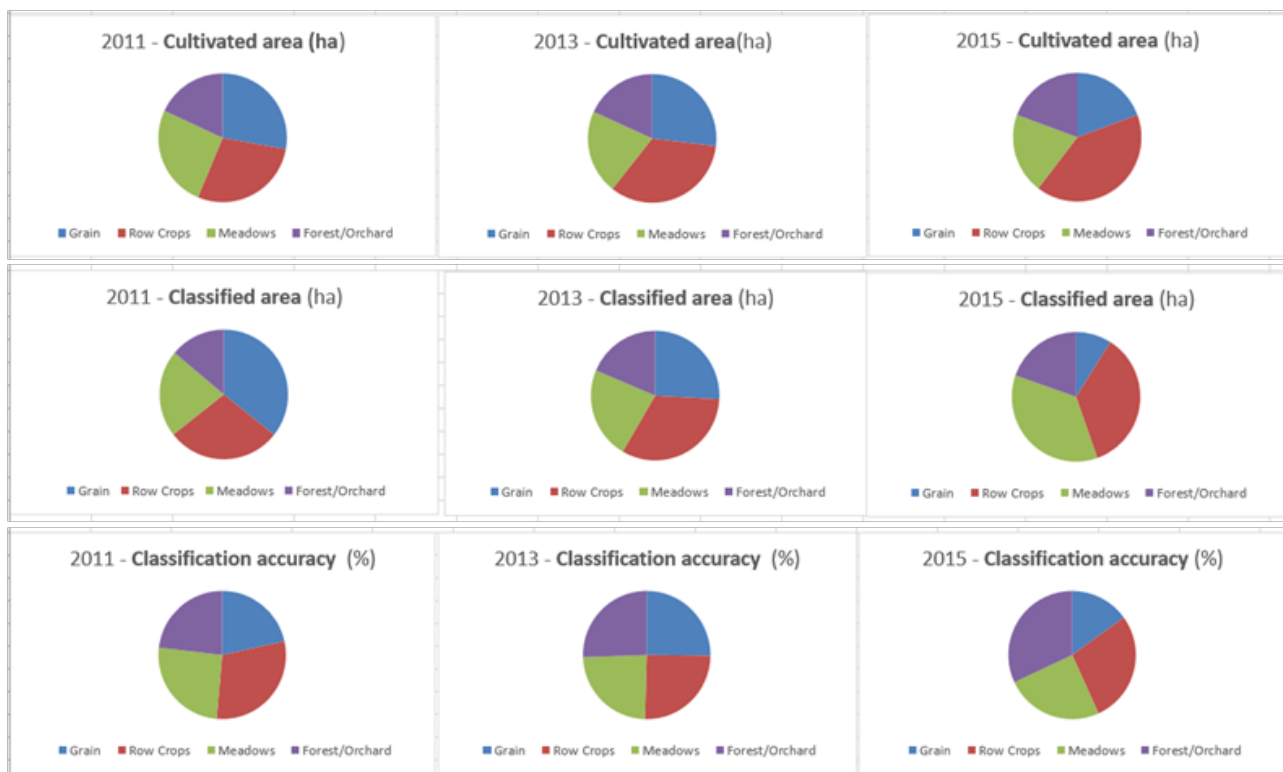 2011 - Cultivated area (ha)
Grain Row Crops Meadows Forest/Orchard
2013 - Cultivated area(ha)
Grain Row Crops Meadows Forest/Orchard
2015 - Cultivated area (ha)
Grain Row Crops Meadows Forest/Orchard
2011 - Classified area (ha)
Grain Row Crops Meadows Forest/Orchard
2013 - Classified area (ha)
Grain Row Crops Meadows Forest/Orchard
2015 - Classified area (ha)
Grain Row Crops Meadows Forest/Orchard
2011 - Classification accuracy (%)
Grain Row Crops Meadows Forest/Orchard
2013 - Classification accuracy (%)
Grain Row Crops Meadows Forest/Orchard
2015 - Classification accuracy (%)
Grain Row Crops Meadows Forest/Orchard